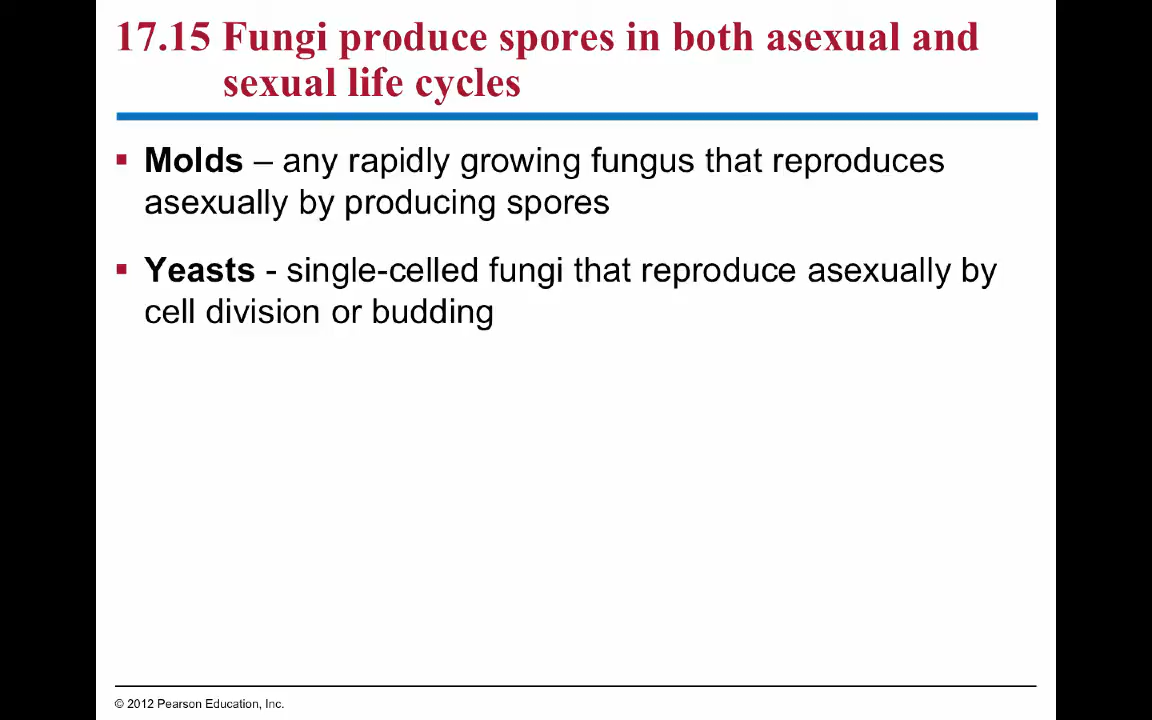 17.15 Fungi produce spores in both asexual and
sexual life cycles
▪ Molds – any rapidly growing fungus that reproduces
asexually by producing spores
▪ Yeasts - single-celled fungi that reproduce asexually by
cell division or budding
© 2012 Pearson Education, Inc.